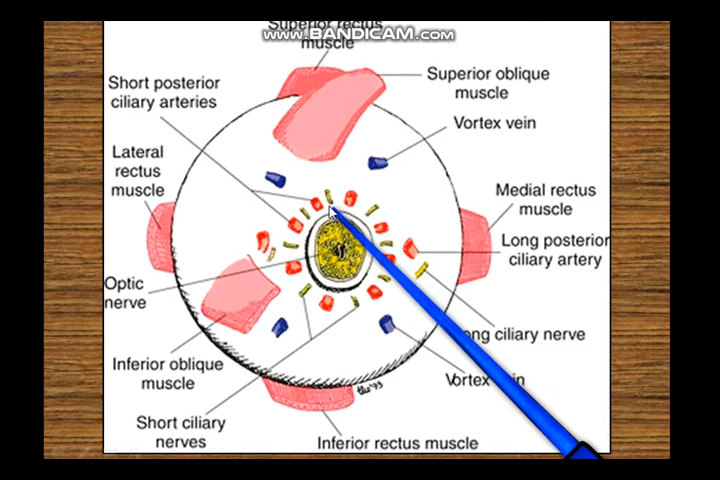 Superior rectus
muscle
www.BANDICAM.com
Short posterior
ciliary arteries
Superior oblique
muscle
Vortex vein
Lateral
rectus
muscle
Medial rectus
muscle
Long posterior
ciliary artery
Optic
nerve
ong ciliary nerve
Inferior oblique
muscle
Vortex
Short ciliary
nerves
Inferior rectus muscle